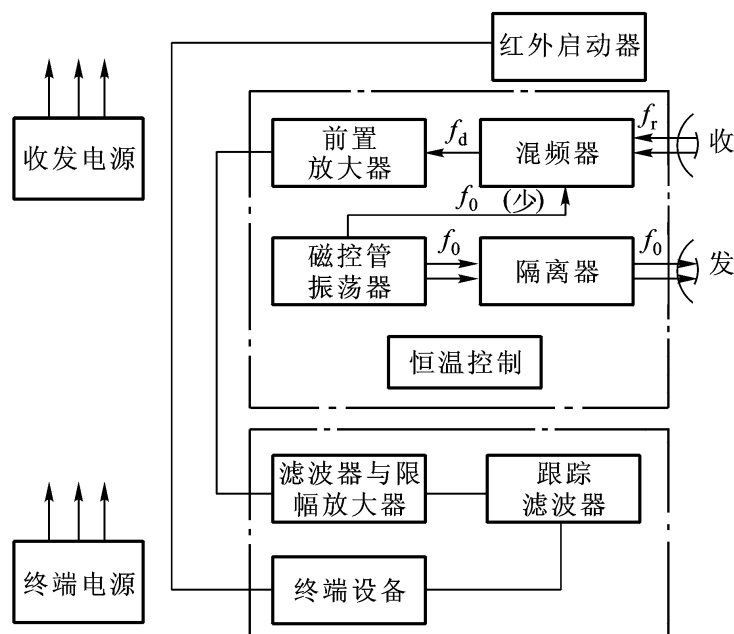 红外启动器
收发电源
前置
放大器
f_d
混频器
f_r
收
f_0 (少)
磁控管
振荡器
f_0
隔离器
f_0
发
恒温控制
滤波器与限
幅放大器
跟踪
滤波器
终端电源
终端设备